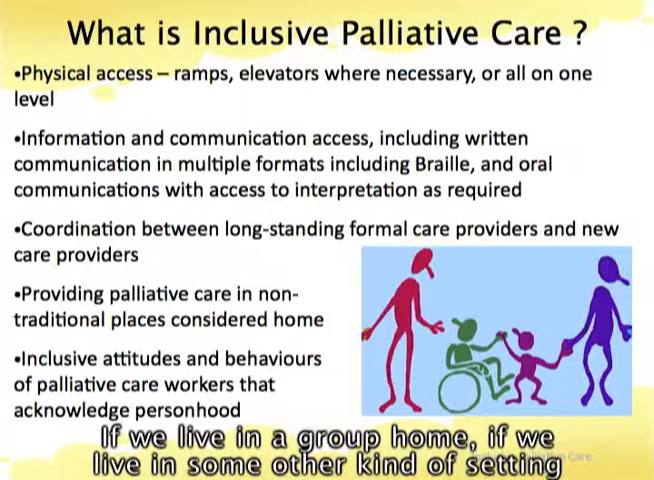 What is Inclusive Palliative Care ?
•Physical access – ramps, elevators where necessary, or all on one
level
•Information and communication access, including written
communication in multiple formats including Braille, and oral
communications with access to interpretation as required
•Coordination between long-standing formal care providers and new
care providers
•Providing palliative care in non-
traditional places considered home
•Inclusive attitudes and behaviours
of palliative care workers that
acknowledge personhood
If we live in a group home, if we
live in some other kind of setting
Care